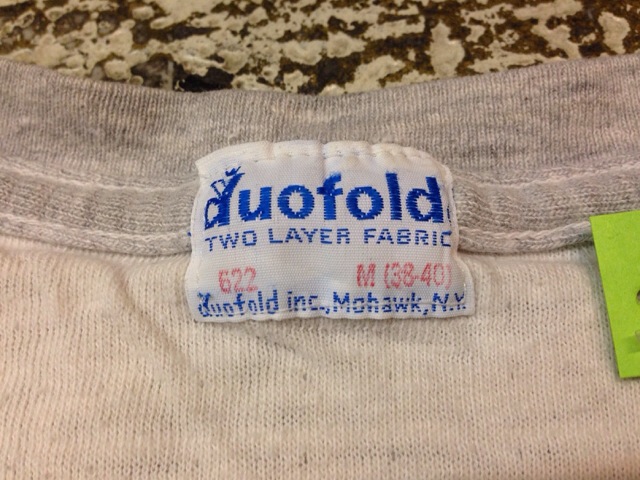 duofold
TWO LAYER FABRIC
622 M (38-40)
duofold inc., Mohawk, N.Y.